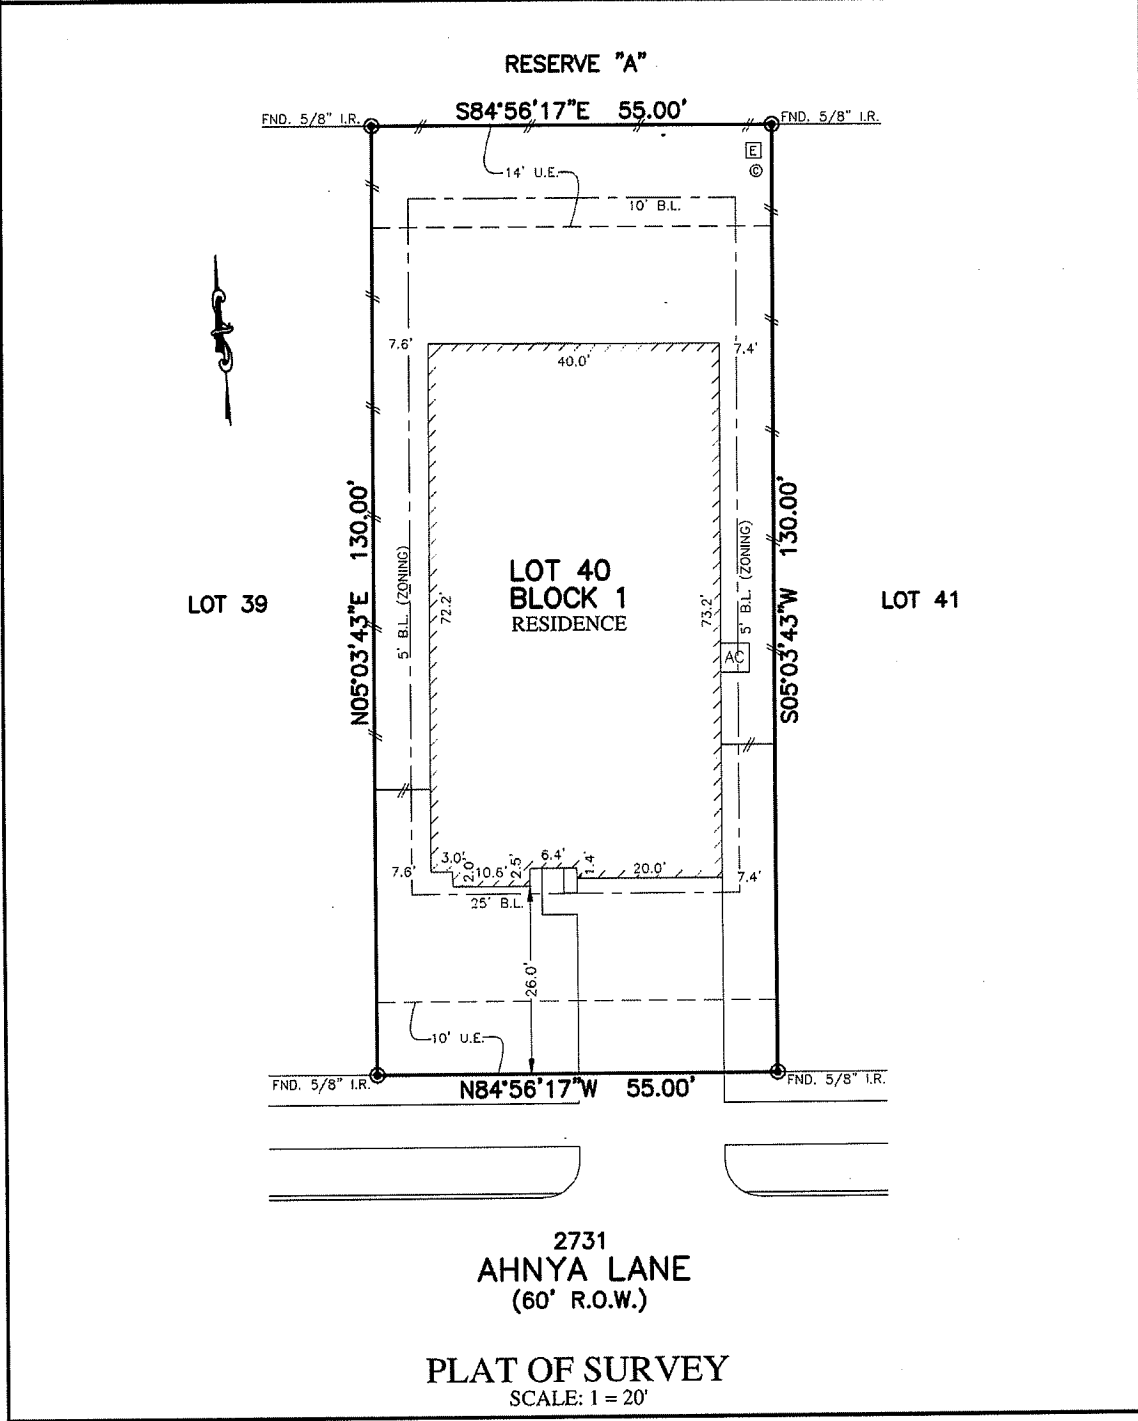 RESERVE "A"
S84°56'17"E 55.00'
FND. 5/8" I.R.
FND. 5/8" I.R.
E
C
14' U.E.
10' B.L.
7.6'
7.4'
40.0'
N05°03'43"E 130.00'
S05°03'43"W 130.00'
5' B.L. (ZONING)
5' B.L. (ZONING)
72.2'
73.2'
LOT 40
BLOCK 1
RESIDENCE
LOT 39
LOT 41
AC
3.0'
2.0'
10.6'
2.5'
6.4'
1.4'
20.0'
7.6'
7.4'
25' B.L.
26.0'
10' U.E.
FND. 5/8" I.R.
FND. 5/8" I.R.
N84°56'17"W 55.00'
2731
AHNYA LANE
(60' R.O.W.)
PLAT OF SURVEY
SCALE: 1 = 20'